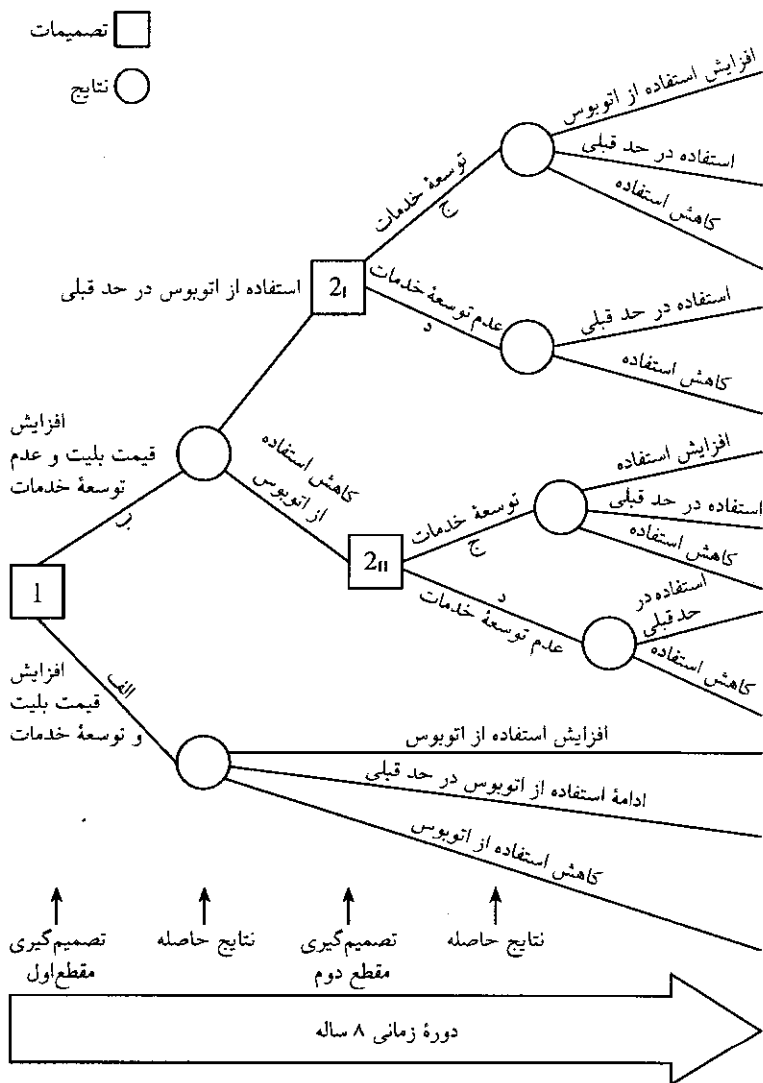 تصمیمات
نتایج
افزایش استفاده از اتوبوس
استفاده در حد قبلی
کاهش استفاده
توسعهٔ خدمات
ج
2I
استفاده از اتوبوس در حد قبلی
عدم توسعهٔ خدمات
د
استفاده در حد قبلی
کاهش استفاده
افزایش
قیمت بلیت و عدم
توسعهٔ خدمات
ب
کاهش استفاده
از اتوبوس
2II
توسعهٔ خدمات
ج
افزایش استفاده
استفاده در حد قبلی
کاهش استفاده
د
عدم توسعهٔ خدمات
استفاده در
حد قبلی
کاهش استفاده
1
الف
افزایش
قیمت بلیت
و توسعهٔ خدمات
افزایش استفاده از اتوبوس
ادامهٔ استفاده از اتوبوس در حد قبلی
کاهش استفاده از اتوبوس
تصمیم‌گیری
مقطع اول
نتایج حاصله
تصمیم‌گیری
مقطع دوم
نتایج حاصله
دورهٔ زمانی ۸ ساله